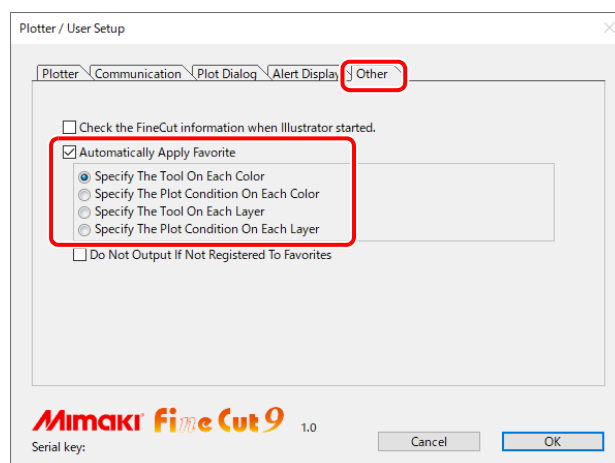 Plotter / User Setup
Plotter Communication Plot Dialog Alert Display Other
Check the FineCut information when Illustrator started.
Automatically Apply Favorite
Specify The Tool On Each Color
Specify The Plot Condition On Each Color
Specify The Tool On Each Layer
Specify The Plot Condition On Each Layer
Do Not Output If Not Registered To Favorites
Mimaki Fine Cut 9 1.0
Serial key:
Cancel OK